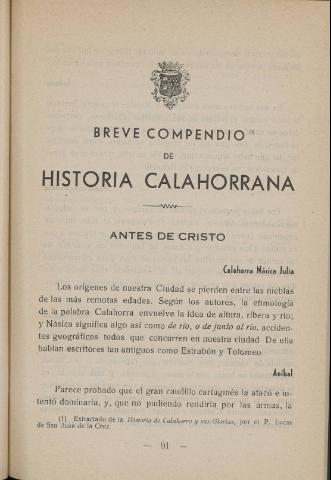 BREVE COMPENDIO (1)
DE
HISTORIA CALAHORRANA
ANTES DE CRISTO
Calahorra Násica Julia
Los orígenes de nuestra Ciudad se pierden entre las nieblas
de las más remotas edades. Según los autores, la etimología
de la palabra Calahorra envuelve la idea de altura, ribera y río;
y Násica significa algo así como de río, o de junto al río, acciden-
tes geográficos todos que concurren en nuestra ciudad. De ella
hablan escritores tan antiguos como Estrabón y Tolomeo.
Aníbal
Parece probado que el gran caudillo cartaginés la atacó e in-
tentó dominarla, y, que no pudiendo rendirla por las armas, la
(1) Extractado de la Historia de Calahorra y sus Glorias, por el P. Lucas
de San Juan de la Cruz.
— 91 —